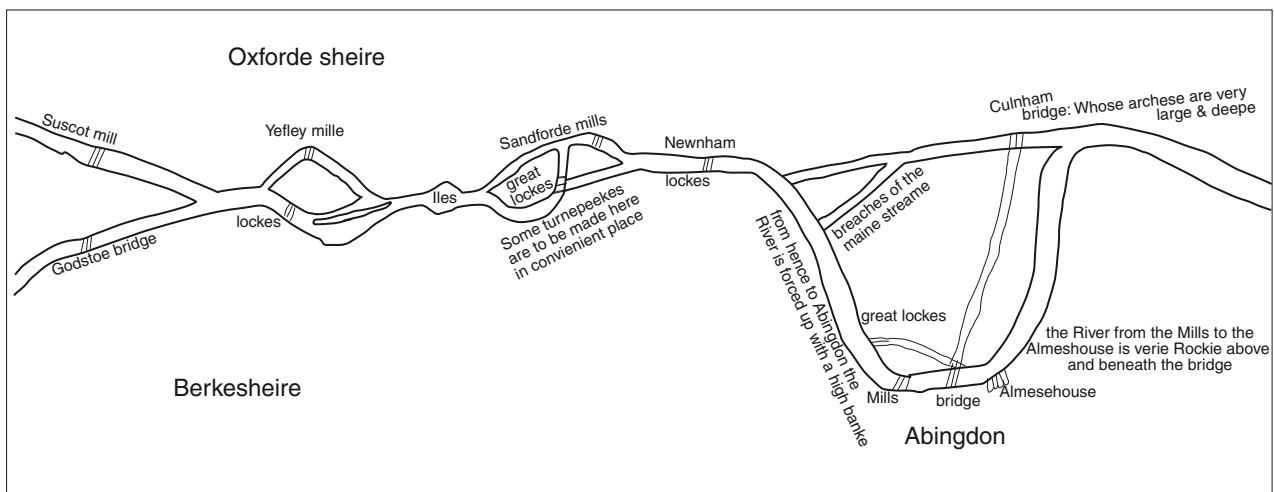 Oxforde sheire
Suscot mill
Yefley mille
Sandforde mills
Newnham
Culnham
bridge: Whose archese are very
large & deepe
great
lockes
Iles
lockes
lockes
Godstoe bridge
Some turnepeekes
are to be made here
in convienient place
breaches of the
maine streame
from hence to Abingdon the
River is forced up with a high banke
great lockes
the River from the Mills to the
Almeshouse is verie Rockie above
and beneath the bridge
Berkesheire
Mills
bridge
Almesehouse
Abingdon